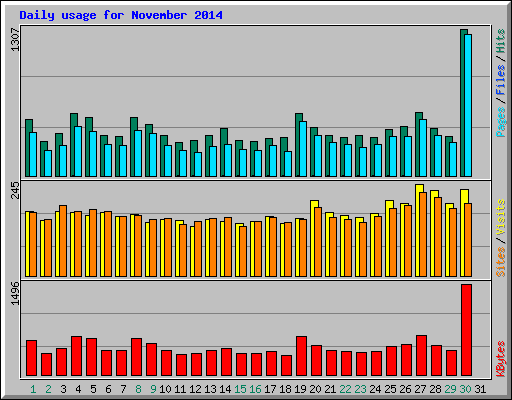 Daily usage for November 2014
1307
Pages / Files / Hits
245
Sites / Visits
1496
KBytes
1 2 3 4 5 6 7 8 9 10 11 12 13 14 15 16 17 18 19 20 21 22 23 24 25 26 27 28 29 30 31